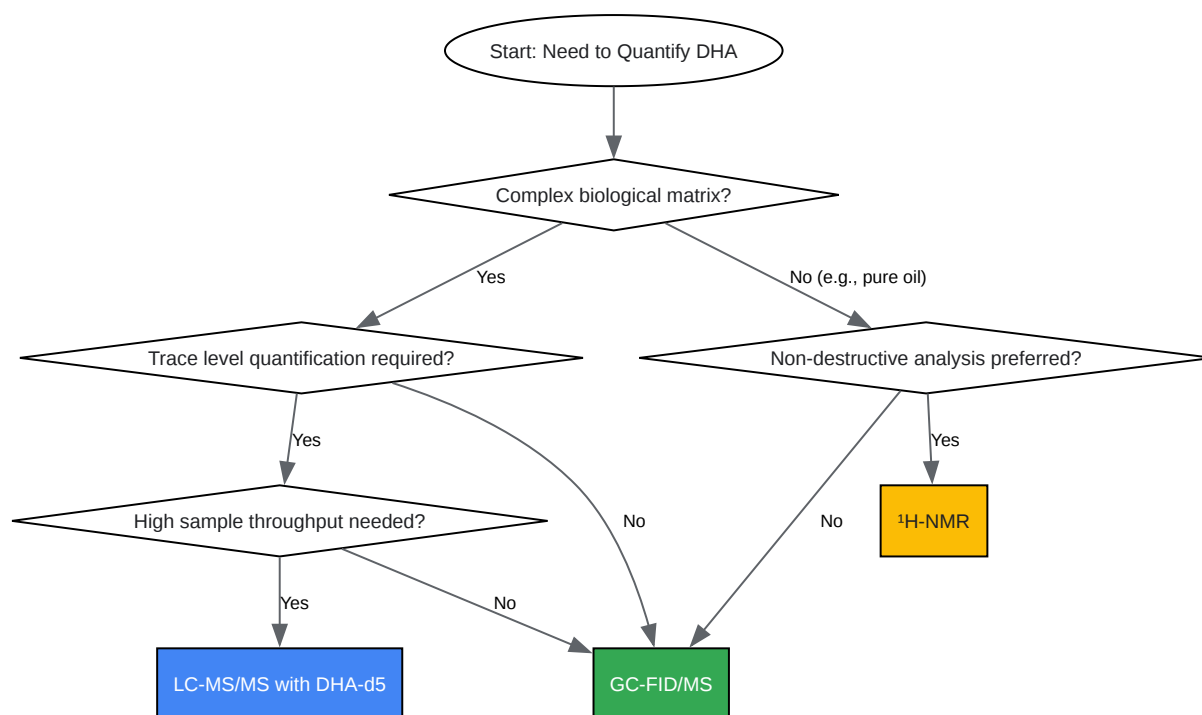 Start: Need to Quantify DHA
Complex biological matrix?
Yes
No (e.g., pure oil)
Trace level quantification required?
Non-destructive analysis preferred?
Yes
Yes
High sample throughput needed?
No
No
¹H-NMR
Yes
No
LC-MS/MS with DHA-d5
GC-FID/MS